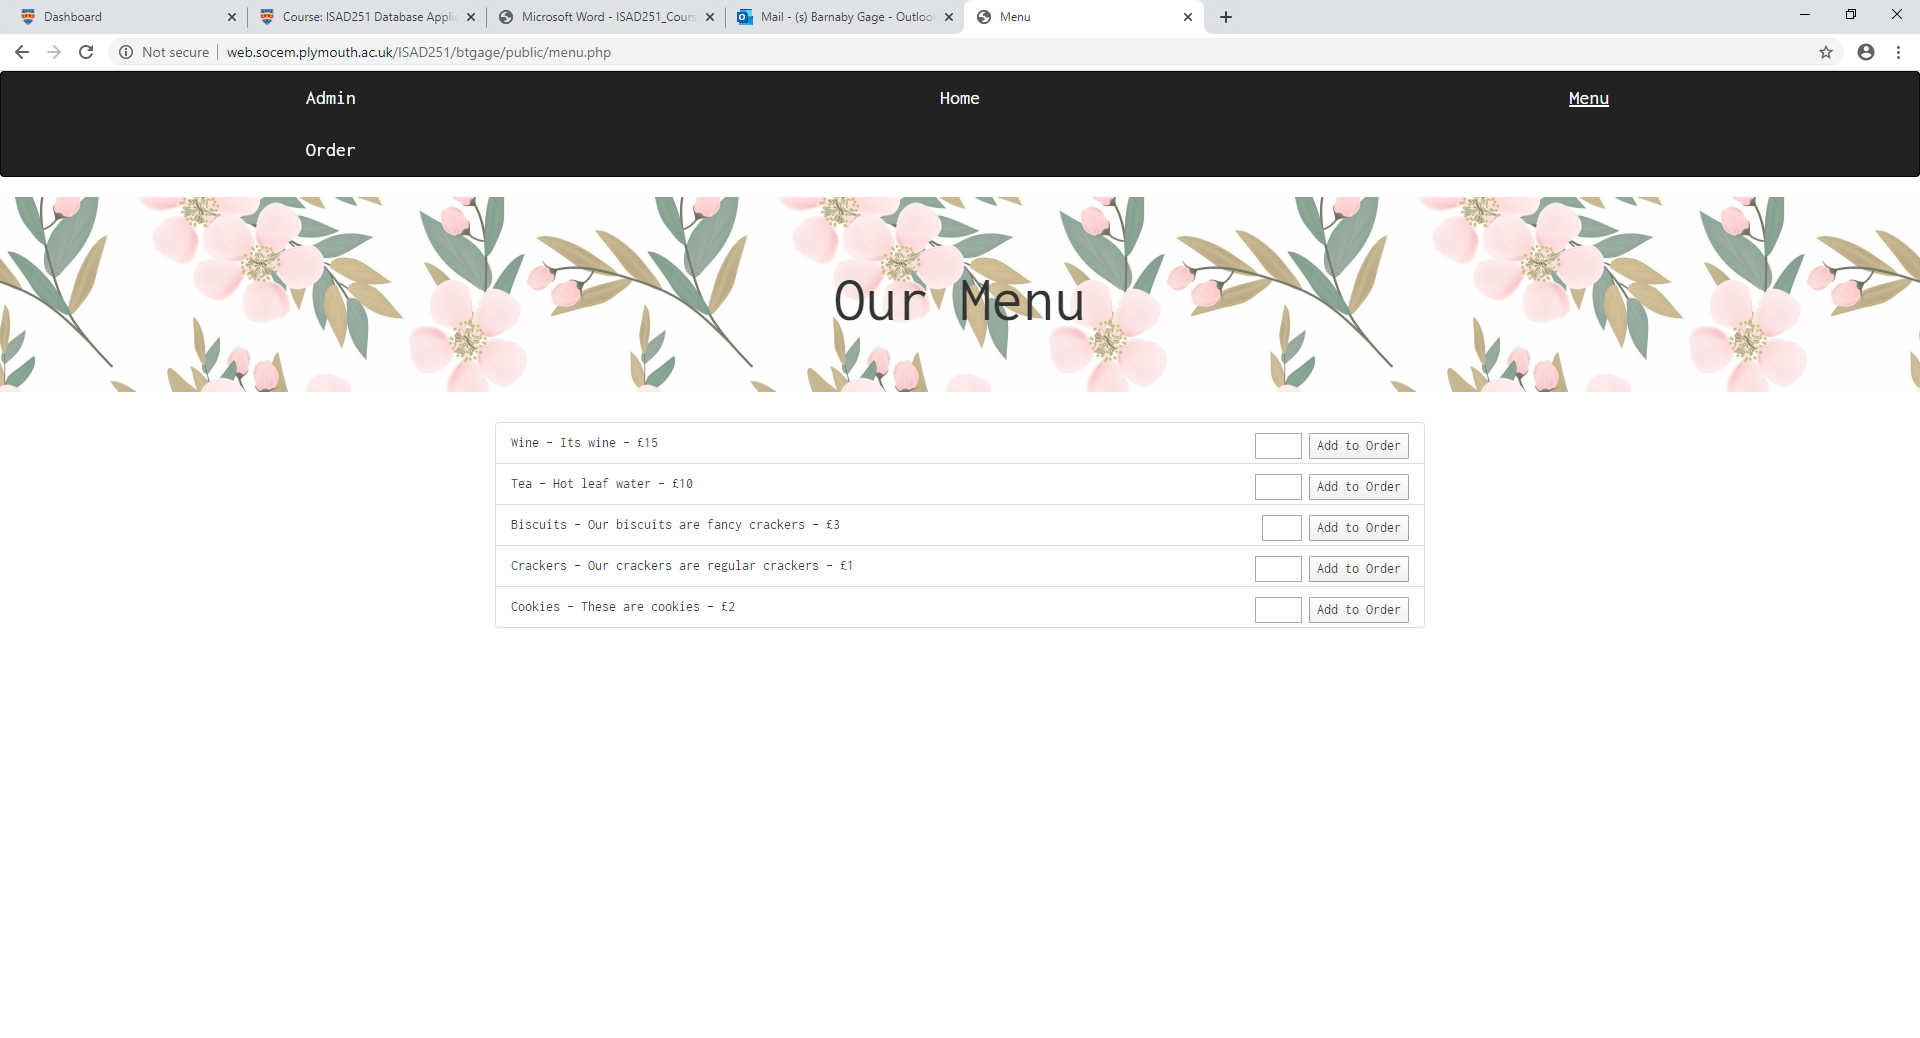 Dashboard
Course: ISAD251 Database Applic
Microsoft Word - ISAD251_Cours
Mail - (s) Barnaby Gage - Outloo
Menu
Not secure
web.socem.plymouth.ac.uk/ISAD251/btgage/public/menu.php
Admin
Home
Menu
Order
Our Menu
Wine - Its wine - £15
Add to Order
Tea - Hot leaf water - £10
Add to Order
Biscuits - Our biscuits are fancy crackers - £3
Add to Order
Crackers - Our crackers are regular crackers - £1
Add to Order
Cookies - These are cookies - £2
Add to Order